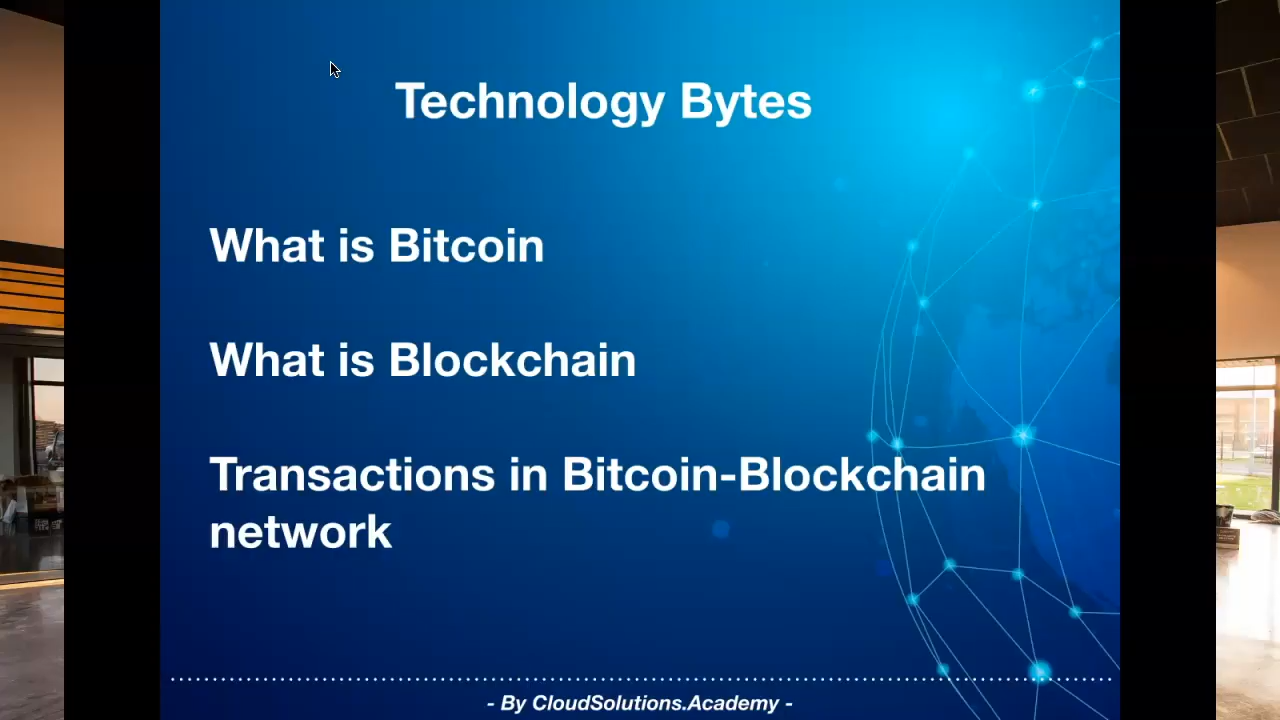 Technology Bytes
What is Bitcoin
What is Blockchain
Transactions in Bitcoin-Blockchain
network
- By CloudSolutions.Academy -